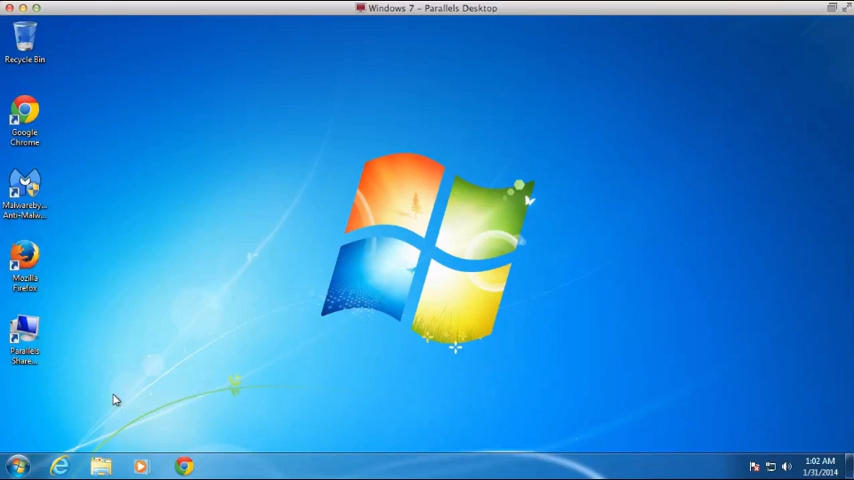 Windows 7 - Parallels Desktop
Recycle Bin
Google
Chrome
Malwareby...
Anti-Malw...
Mozilla
Firefox
Parallels
Share...
1:02 AM
1/31/2014